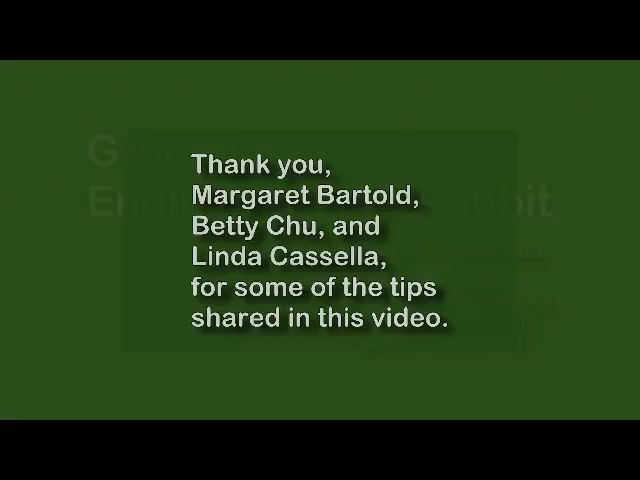 Thank you,
Margaret Bartold,
Betty Chu, and
Linda Cassella,
for some of the tips
shared in this video.